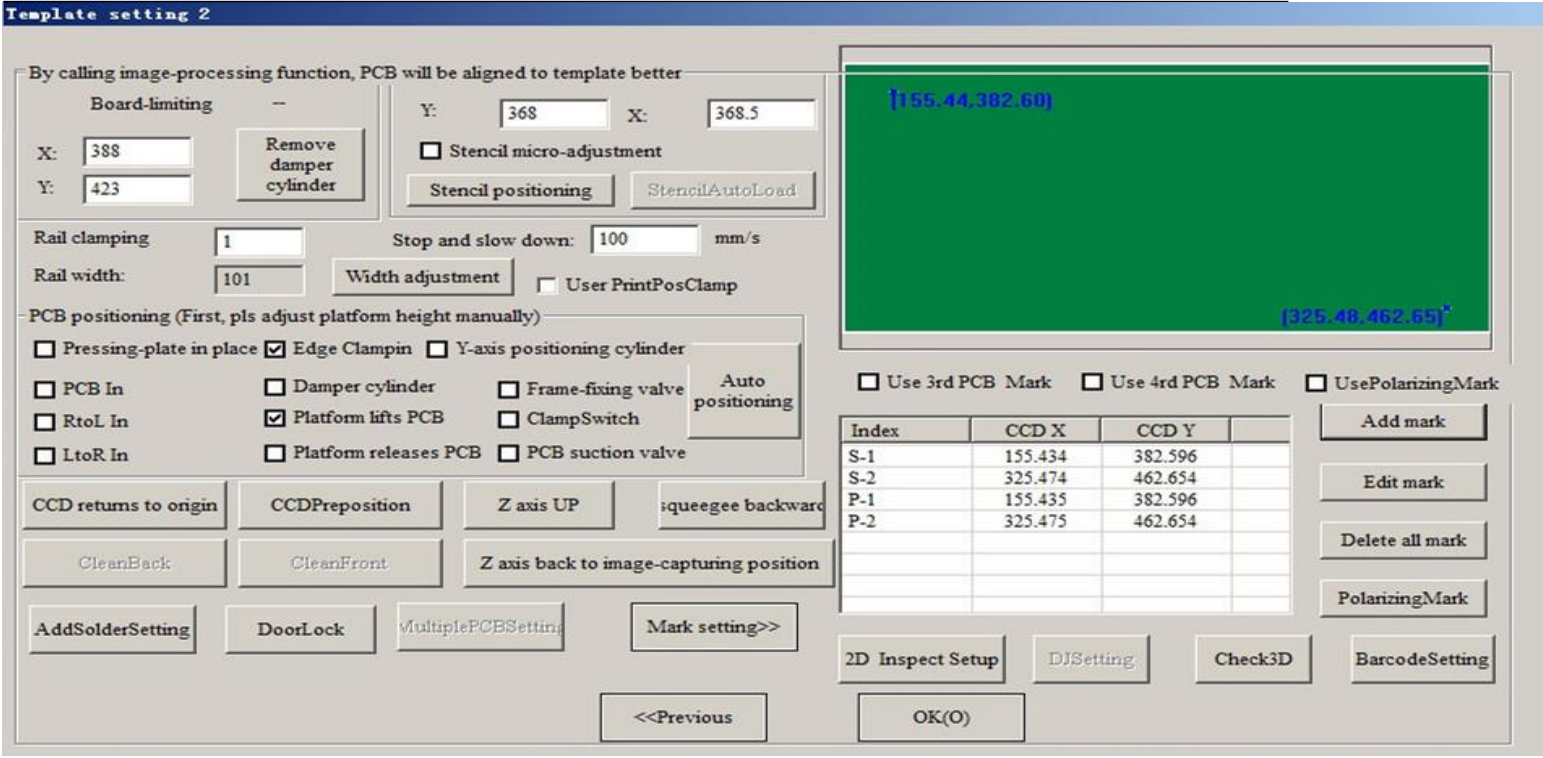 Template setting 2
By calling image-processing function, PCB will be aligned to template better
Board-limiting --
X: 388
Y: 423
Remove damper cylinder
Y: 368 X: 368.5
Stencil micro-adjustment
Stencil positioning StencilAutoLoad
Rail clamping 1 Stop and slow down: 100 mm/s
Rail width: 101 Width adjustment User PrintPosClamp
PCB positioning (First, pls adjust platform height manually)
Pressing-plate in place Edge Clampin Y-axis positioning cylinder
PCB In Damper cylinder Frame-fixing valve
RtoL In Platform lifts PCB ClampSwitch
LtoR In Platform releases PCB PCB suction valve
Auto positioning
CCD returns to origin CCDPreposition Z axis UP squeegee backward
CleanBack CleanFront Z axis back to image-capturing position
AddSolderSetting DoorLock MultiplePCBSetting Mark setting>>
[155.44,382.60]
[325.48,462.65]
Use 3rd PCB Mark Use 4rd PCB Mark UsePolarizingMark
Index CCD X CCD Y
S-1 155.434 382.596
S-2 325.474 462.654
P-1 155.435 382.596
P-2 325.475 462.654
Add mark
Edit mark
Delete all mark
PolarizingMark
2D Inspect Setup DJSetting Check3D BarcodeSetting
<<Previous OK(O)